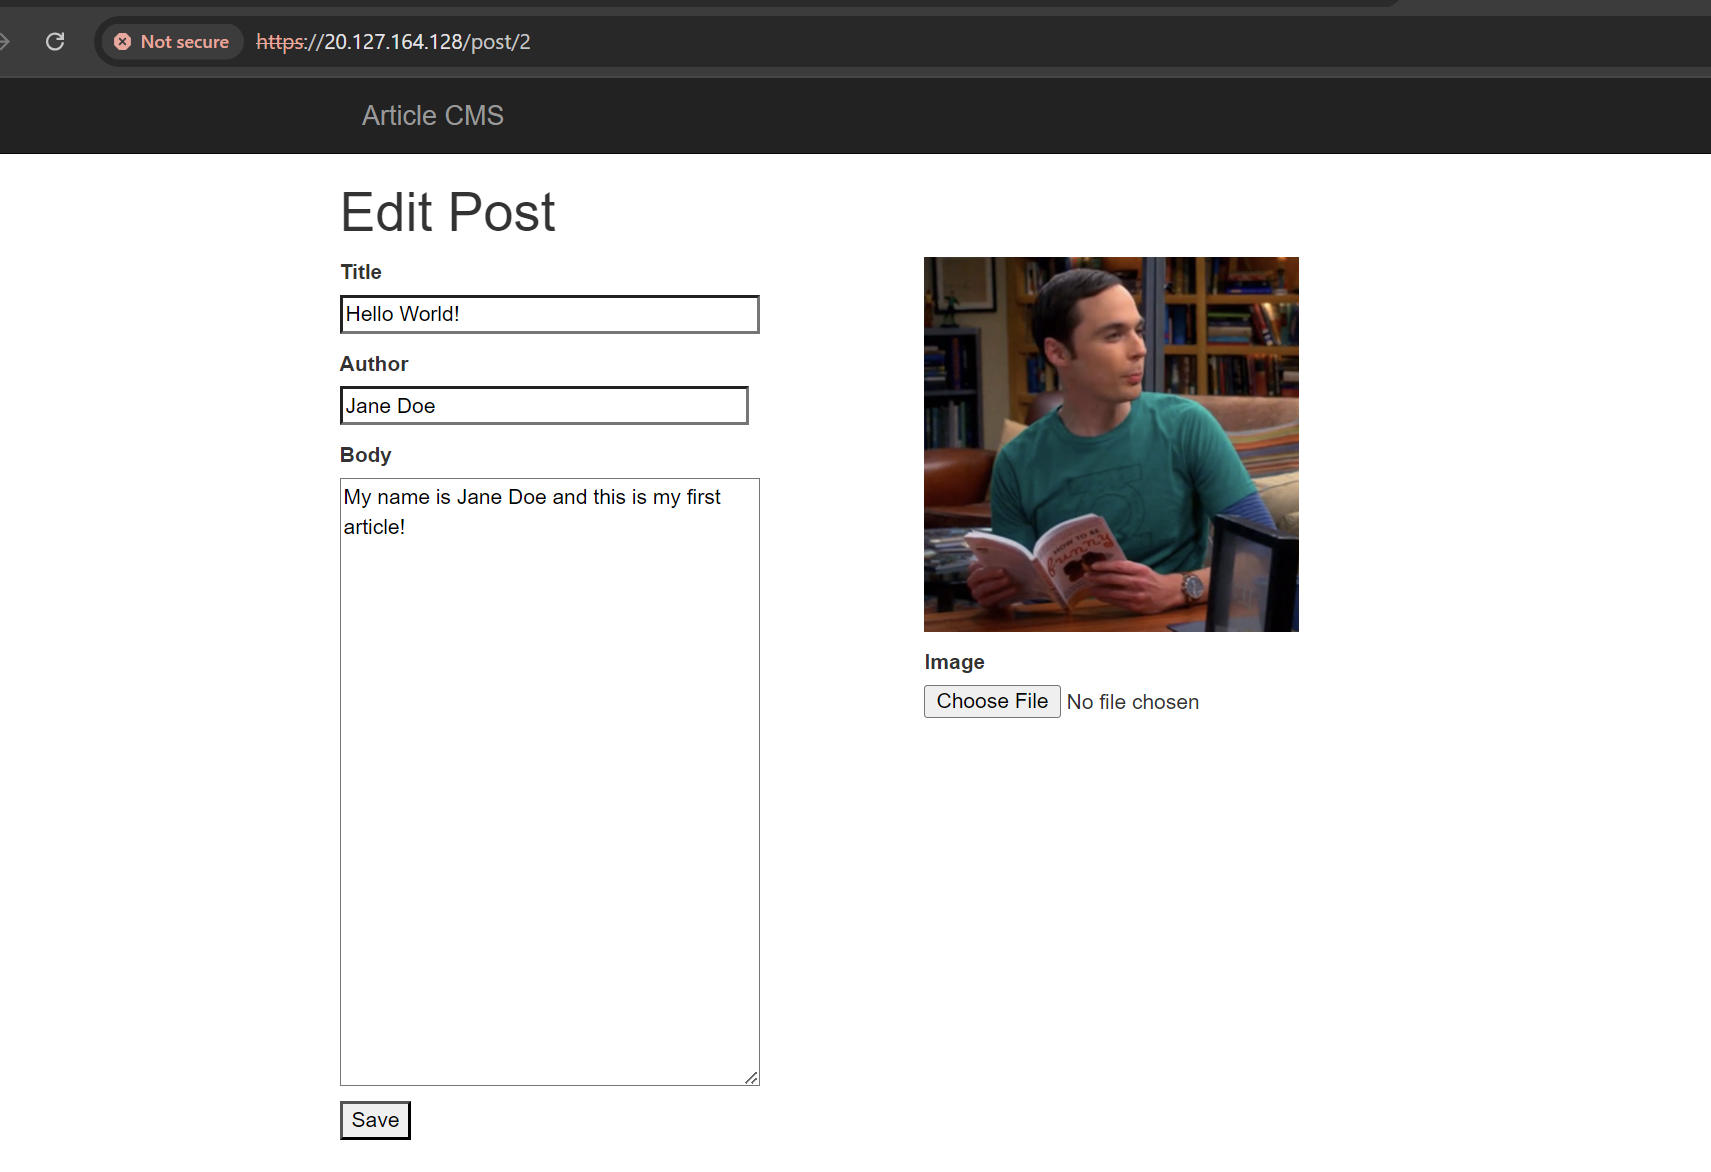 Not secure https://20.127.164.128/post/2
Article CMS
Edit Post
Title
Hello World!
Author
Jane Doe
Body
My name is Jane Doe and this is my first
article!
Save
HOW TO BE
Funny
Image
Choose File No file chosen